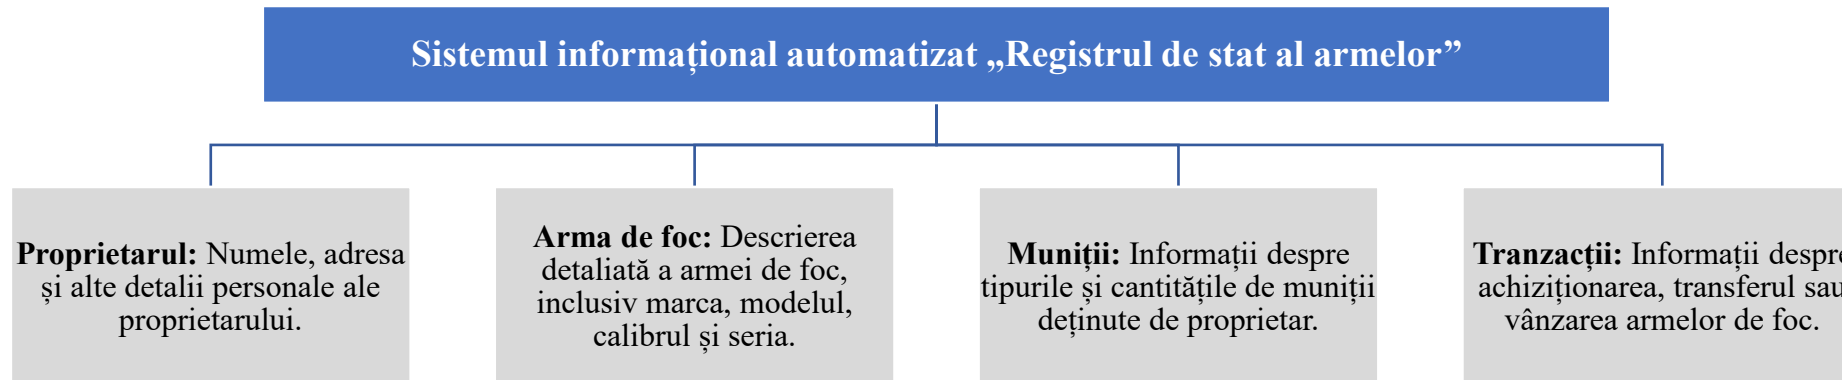 Sistemul informațional automatizat „Registrul de stat al armelor”
Proprietarul: Numele, adresa
și alte detalii personale ale
proprietarului.
Arma de foc: Descrierea
detaliată a armei de foc,
inclusiv marca, modelul,
calibrul și seria.
Muniții: Informații despre
tipurile și cantitățile de muniții
deținute de proprietar.
Tranzacții: Informații despre
achiziționarea, transferul sau
vânzarea armelor de foc.